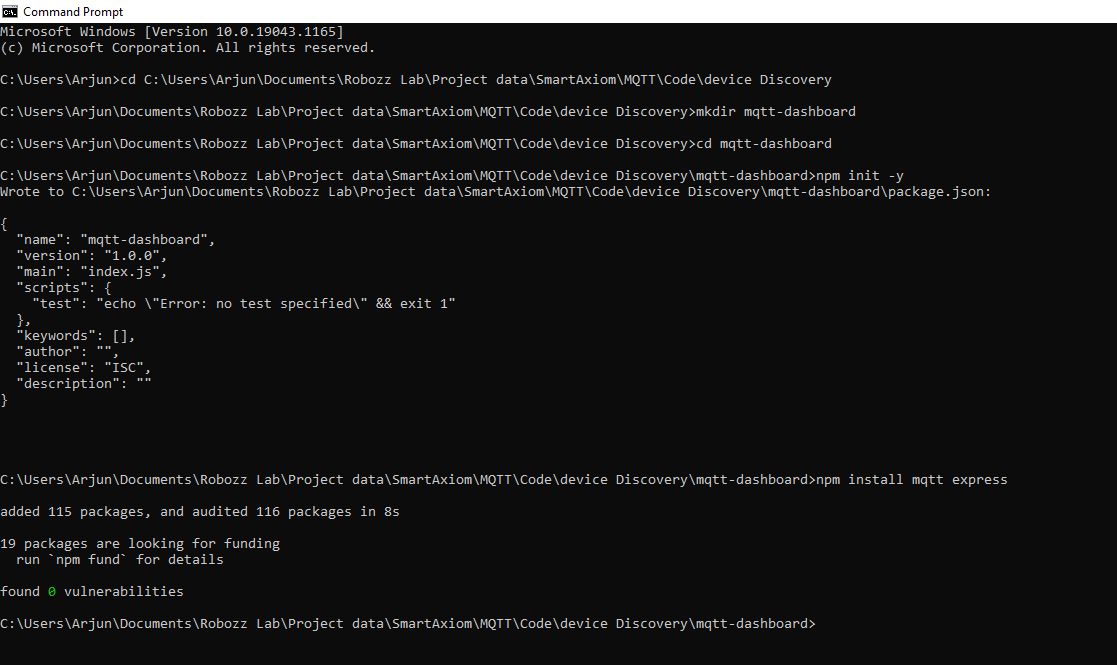 Command Prompt
Microsoft Windows [Version 10.0.19043.1165]
(c) Microsoft Corporation. All rights reserved.
C:\Users\Arjun>cd C:\Users\Arjun\Documents\Robozz Lab\Project data\SmartAxiom\MQTT\Code\device Discovery
C:\Users\Arjun\Documents\Robozz Lab\Project data\SmartAxiom\MQTT\Code\device Discovery>mkdir mqtt-dashboard
C:\Users\Arjun\Documents\Robozz Lab\Project data\SmartAxiom\MQTT\Code\device Discovery>cd mqtt-dashboard
C:\Users\Arjun\Documents\Robozz Lab\Project data\SmartAxiom\MQTT\Code\device Discovery\mqtt-dashboard>npm init -y
Wrote to C:\Users\Arjun\Documents\Robozz Lab\Project data\SmartAxiom\MQTT\Code\device Discovery\mqtt-dashboard\package.json:
{
  "name": "mqtt-dashboard",
  "version": "1.0.0",
  "main": "index.js",
  "scripts": {
    "test": "echo \"Error: no test specified\" && exit 1"
  },
  "keywords": [],
  "author": "",
  "license": "ISC",
  "description": ""
}
C:\Users\Arjun\Documents\Robozz Lab\Project data\SmartAxiom\MQTT\Code\device Discovery\mqtt-dashboard>npm install mqtt express
added 115 packages, and audited 116 packages in 8s
19 packages are looking for funding
  run `npm fund` for details
found 0 vulnerabilities
C:\Users\Arjun\Documents\Robozz Lab\Project data\SmartAxiom\MQTT\Code\device Discovery\mqtt-dashboard>